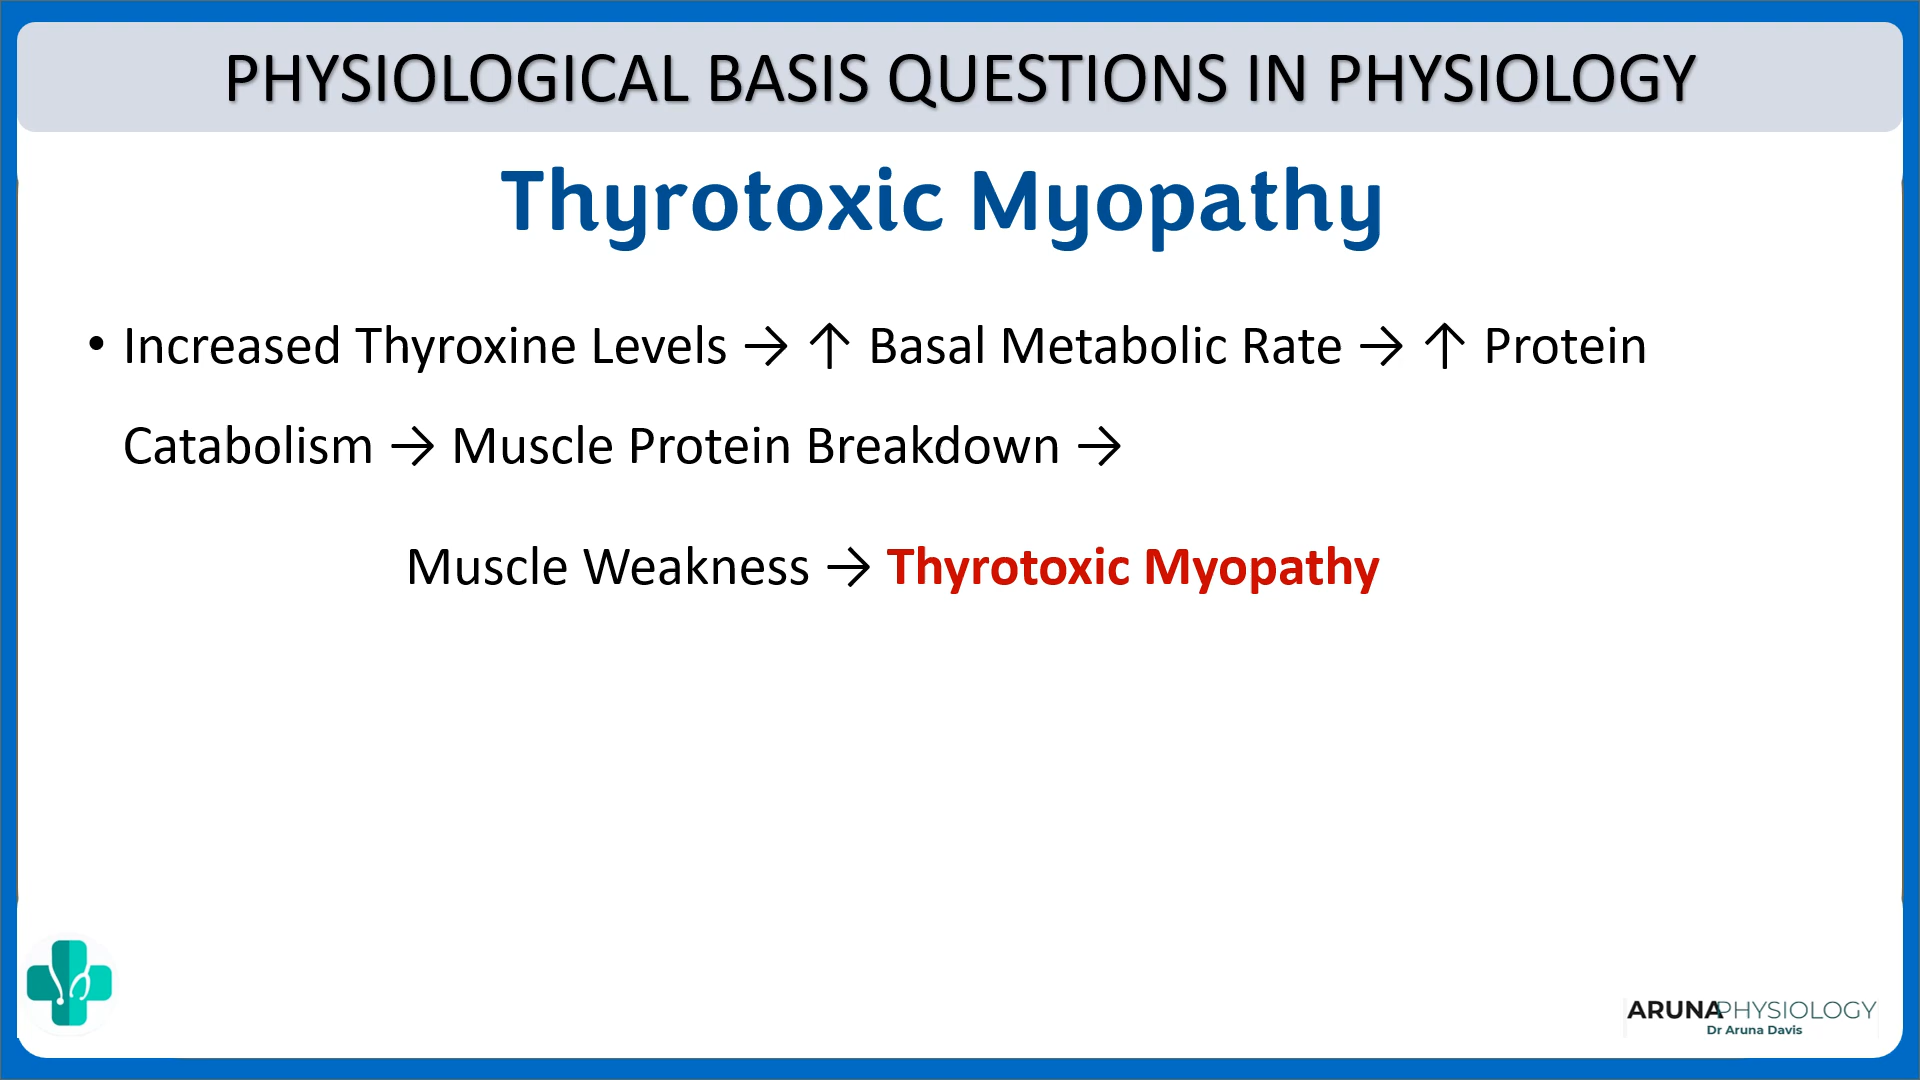 PHYSIOLOGICAL BASIS QUESTIONS IN PHYSIOLOGY
Thyrotoxic Myopathy
• Increased Thyroxine Levels → ↑ Basal Metabolic Rate → ↑ Protein
Catabolism → Muscle Protein Breakdown →
Muscle Weakness → Thyrotoxic Myopathy
ARUNAPHYSIOLOGY
Dr Aruna Davis